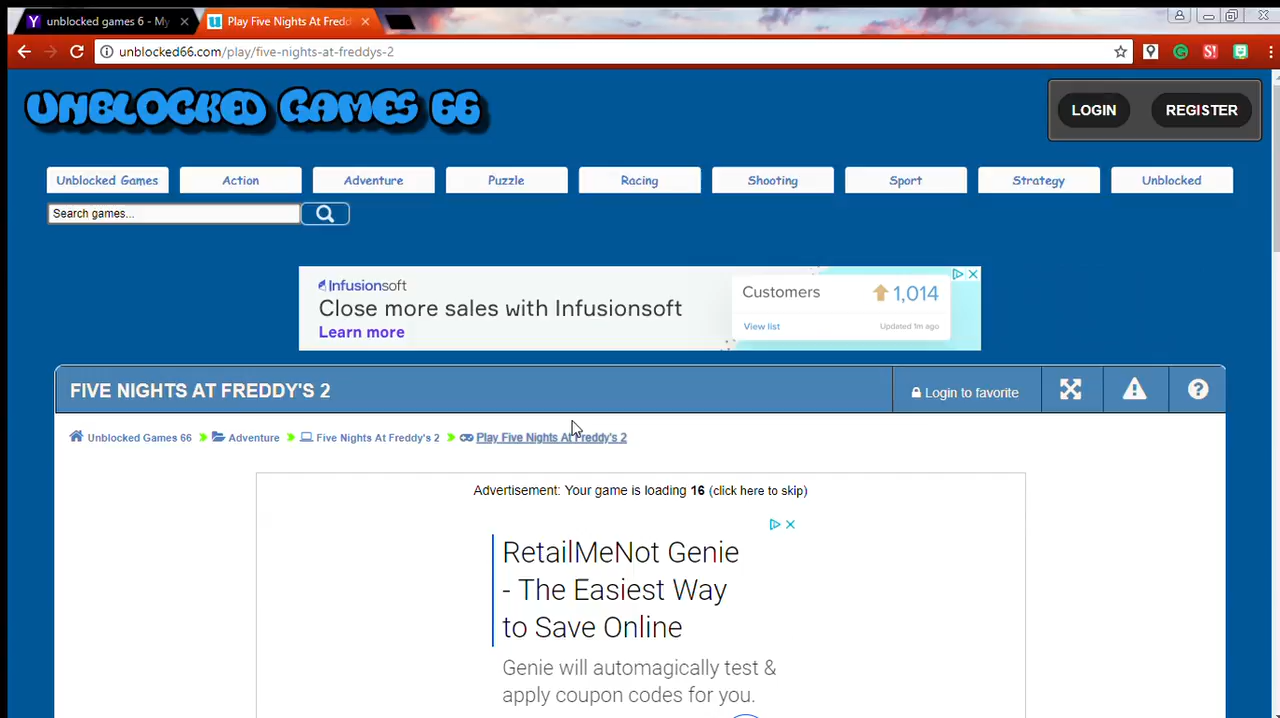 unblocked games 6 - My
Play Five Nights At Fredd
unblocked66.com/play/five-nights-at-freddys-2
UNBLOCKED GAMES 66
LOGIN
REGISTER
Unblocked Games
Action
Adventure
Puzzle
Racing
Shooting
Sport
Strategy
Unblocked
Search games...
Infusionsoft
Close more sales with Infusionsoft
Learn more
Customers
1,014
View list
Updated 1m ago
FIVE NIGHTS AT FREDDY'S 2
Login to favorite
Unblocked Games 66
Adventure
Five Nights At Freddy's 2
Play Five Nights At Freddy's 2
Advertisement: Your game is loading 16 (click here to skip)
RetailMeNot Genie
- The Easiest Way
to Save Online
Genie will automagically test &
apply coupon codes for you.